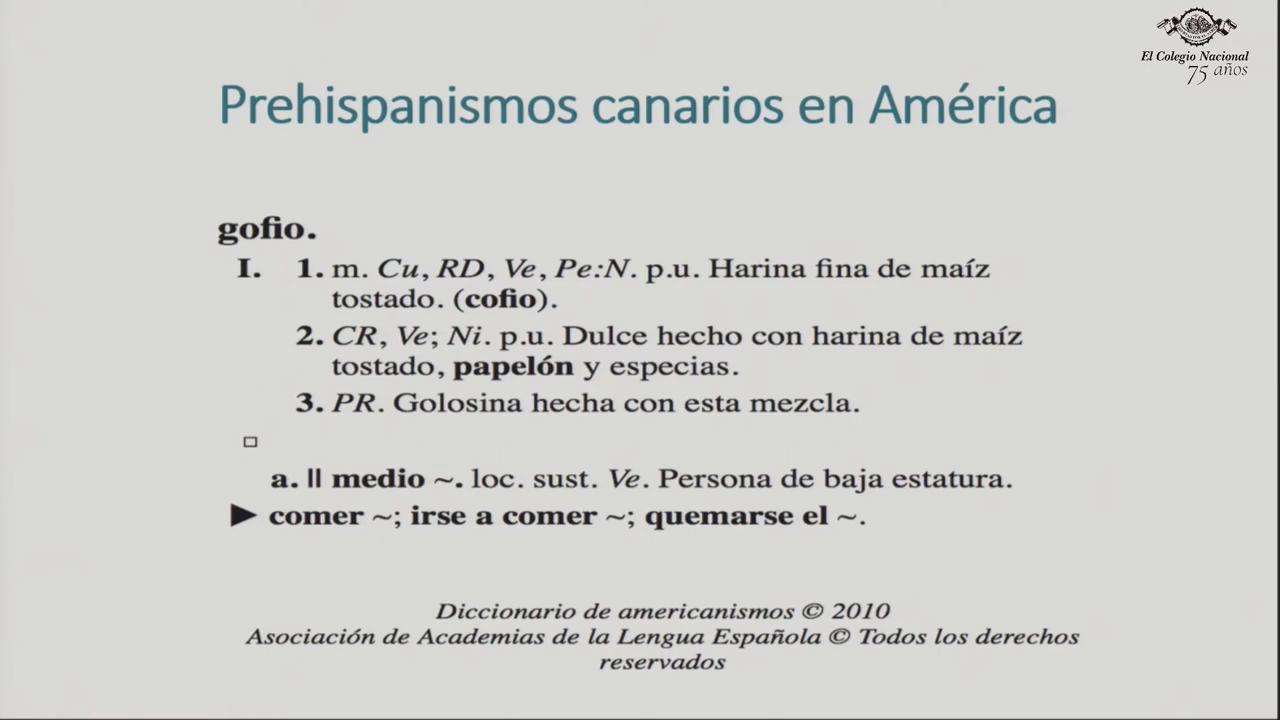 El Colegio Nacional
75 años
Prehispanismos canarios en América
gofio.
I. 1. m. Cu, RD, Ve, Pe:N. p.u. Harina fina de maíz
tostado. (cofio).
2. CR, Ve; Ni. p.u. Dulce hecho con harina de maíz
tostado, papelón y especias.
3. PR. Golosina hecha con esta mezcla.
□
a. || medio ~. loc. sust. Ve. Persona de baja estatura.
► comer ~; irse a comer ~; quemarse el ~.
Diccionario de americanismos © 2010
Asociación de Academias de la Lengua Española © Todos los derechos
reservados